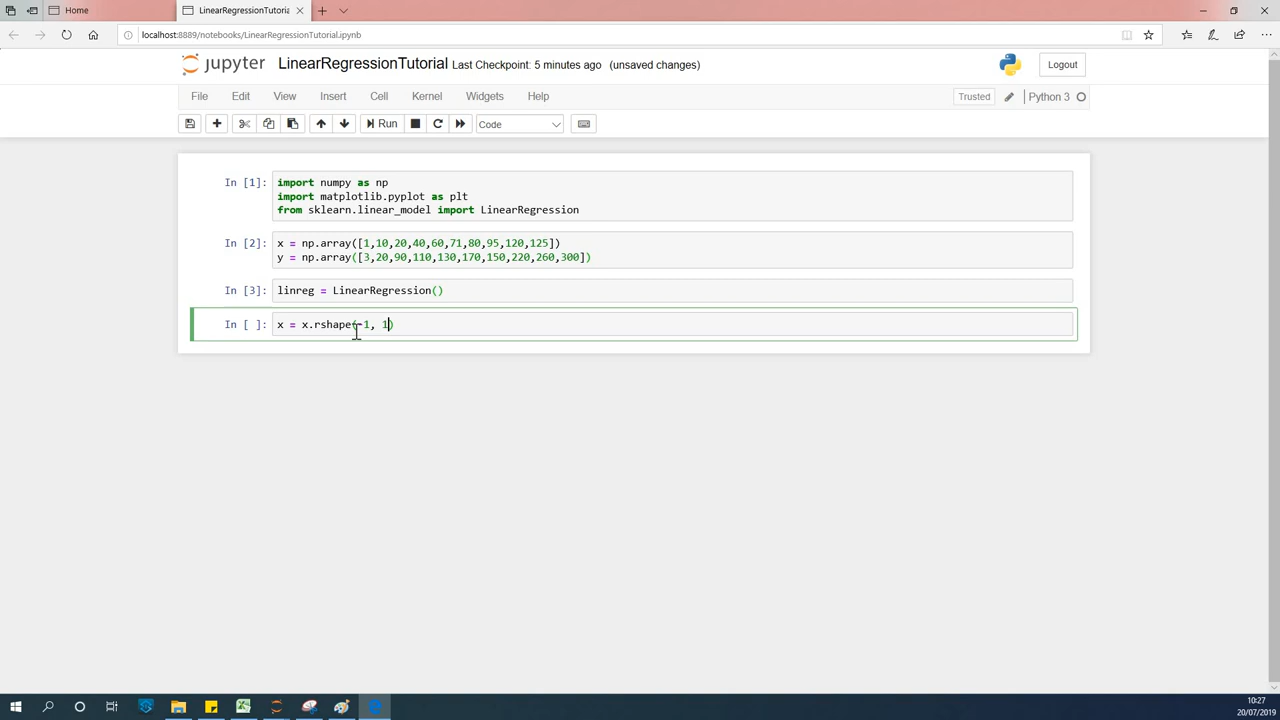 Home
LinearRegressionTutorial
localhost:8889/notebooks/LinearRegressionTutorial.ipynb
jupyter LinearRegressionTutorial Last Checkpoint: 5 minutes ago (unsaved changes)
Logout
File Edit View Insert Cell Kernel Widgets Help
Trusted
Python 3
Run
Code
In [1]: import numpy as np
import matplotlib.pyplot as plt
from sklearn.linear_model import LinearRegression
In [2]: x = np.array([1,10,20,40,60,71,80,95,120,125])
y = np.array([3,20,90,110,130,170,150,220,260,300])
In [3]: linreg = LinearRegression()
In [ ]: x = x.rshape(-1, 1)
10:27
20/07/2019